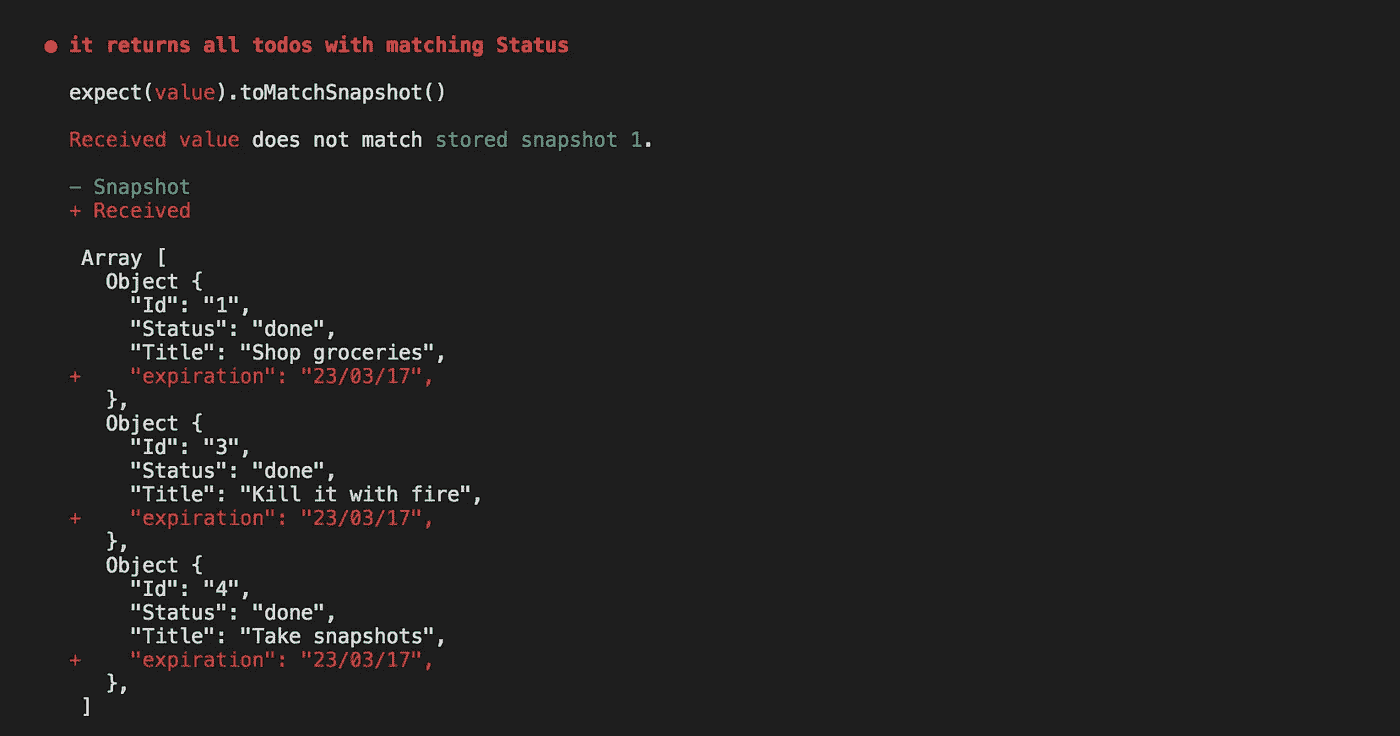 ● it returns all todos with matching Status
expect(value).toMatchSnapshot()
Received value does not match stored snapshot 1.
- Snapshot
+ Received
Array [
Object {
"Id": "1",
"Status": "done",
"Title": "Shop groceries",
+ "expiration": "23/03/17",
},
Object {
"Id": "3",
"Status": "done",
"Title": "Kill it with fire",
+ "expiration": "23/03/17",
},
Object {
"Id": "4",
"Status": "done",
"Title": "Take snapshots",
+ "expiration": "23/03/17",
},
]